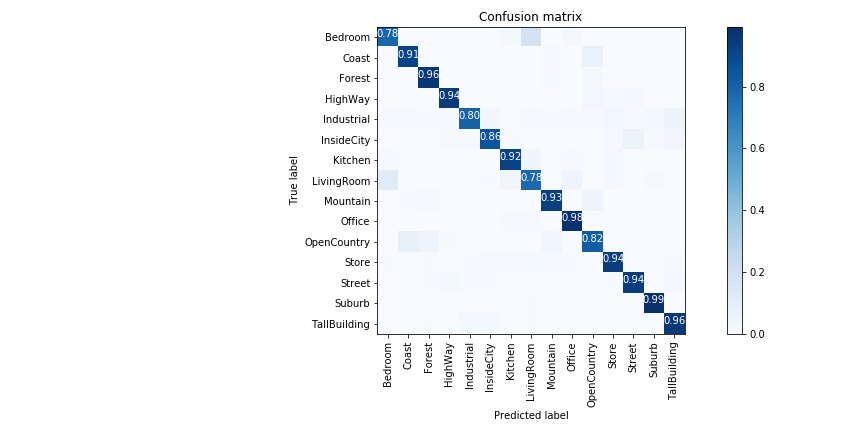 Confusion matrix
Bedroom 0.78
Coast 0.91
Forest 0.96
HighWay 0.94
Industrial 0.80
InsideCity 0.86
Kitchen 0.92
LivingRoom 0.78
Mountain 0.93
Office 0.98
OpenCountry 0.82
Store 0.94
Street 0.94
Suburb 0.99
TallBuilding 0.96
True label
Bedroom
Coast
Forest
HighWay
Industrial
InsideCity
Kitchen
LivingRoom
Mountain
Office
OpenCountry
Store
Street
Suburb
TallBuilding
Predicted label
0.8
0.6
0.4
0.2
0.0